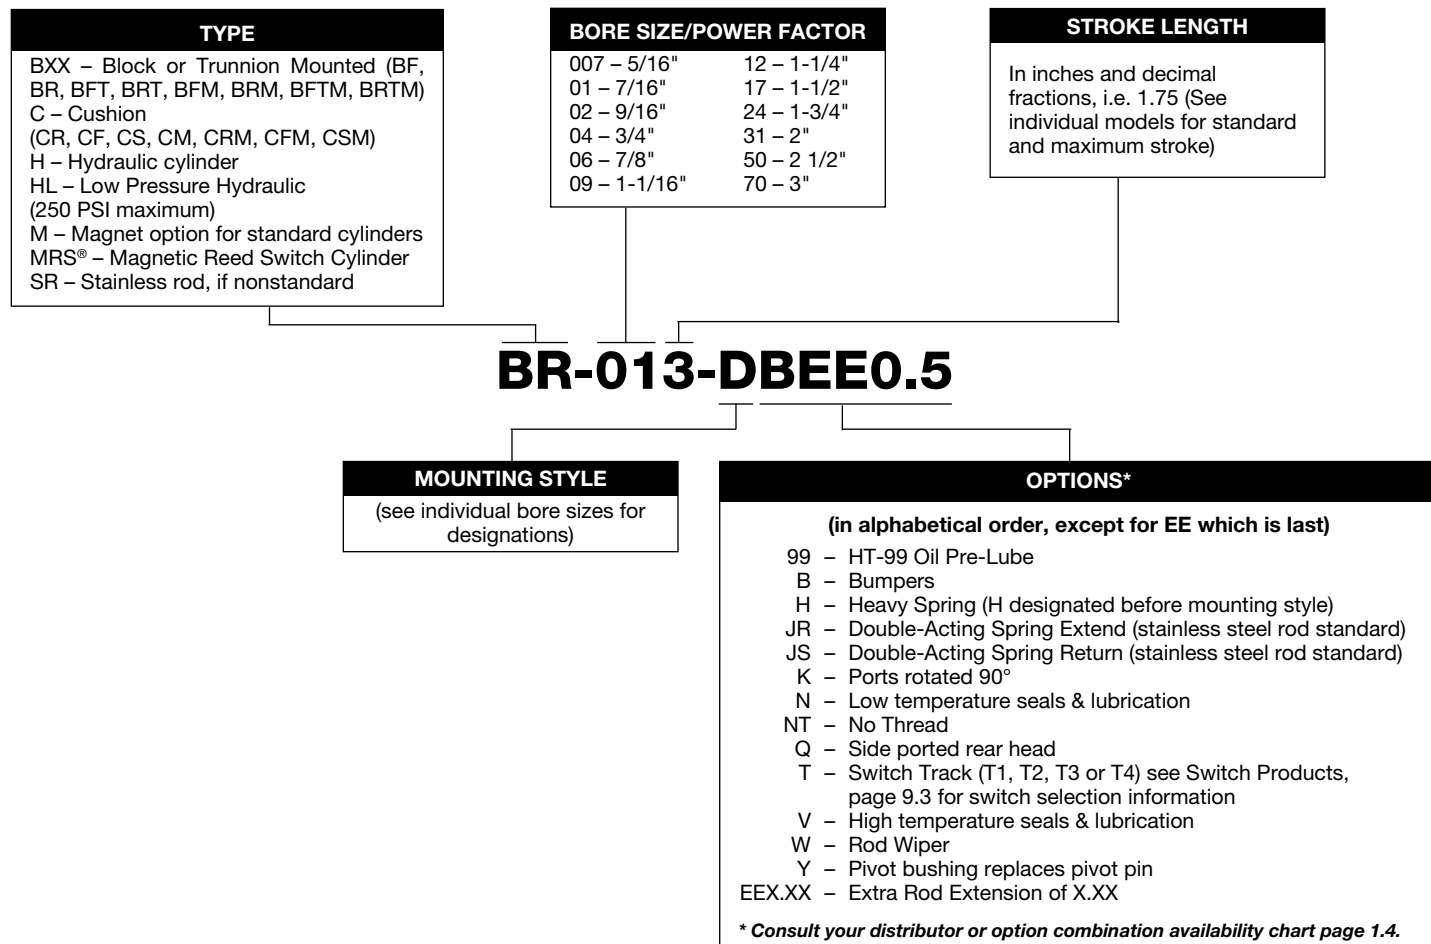 TYPE
BXX – Block or Trunnion Mounted (BF,
BR, BFT, BRT, BFM, BRM, BFTM, BRTM)
C – Cushion
(CR, CF, CS, CM, CRM, CFM, CSM)
H – Hydraulic cylinder
HL – Low Pressure Hydraulic
(250 PSI maximum)
M – Magnet option for standard cylinders
MRS® – Magnetic Reed Switch Cylinder
SR – Stainless rod, if nonstandard
BORE SIZE/POWER FACTOR
007 – 5/16" 12 – 1-1/4"
01 – 7/16" 17 – 1-1/2"
02 – 9/16" 24 – 1-3/4"
04 – 3/4" 31 – 2"
06 – 7/8" 50 – 2 1/2"
09 – 1-1/16" 70 – 3"
STROKE LENGTH
In inches and decimal
fractions, i.e. 1.75 (See
individual models for standard
and maximum stroke)
BR-013-DBEE0.5
MOUNTING STYLE
(see individual bore sizes for
designations)
OPTIONS*
(in alphabetical order, except for EE which is last)
99 – HT-99 Oil Pre-Lube
B – Bumpers
H – Heavy Spring (H designated before mounting style)
JR – Double-Acting Spring Extend (stainless steel rod standard)
JS – Double-Acting Spring Return (stainless steel rod standard)
K – Ports rotated 90°
N – Low temperature seals & lubrication
NT – No Thread
Q – Side ported rear head
T – Switch Track (T1, T2, T3 or T4) see Switch Products,
page 9.3 for switch selection information
V – High temperature seals & lubrication
W – Rod Wiper
Y – Pivot bushing replaces pivot pin
EEX.XX – Extra Rod Extension of X.XX
* Consult your distributor or option combination availability chart page 1.4.